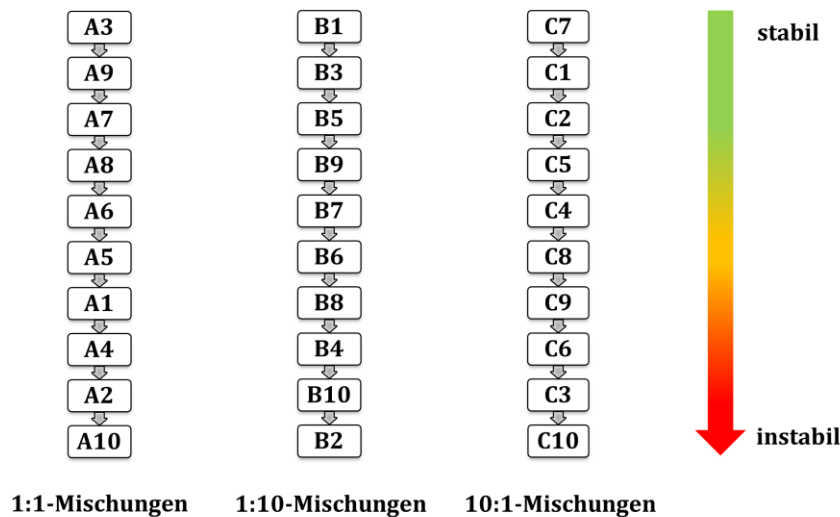 A3 B1 C7 stabil
A9 B3 C1
A7 B5 C2
A8 B9 C5
A6 B7 C4
A5 B6 C8
A1 B8 C9
A4 B4 C6
A2 B10 C3
A10 B2 C10 instabil
1:1-Mischungen 1:10-Mischungen 10:1-Mischungen